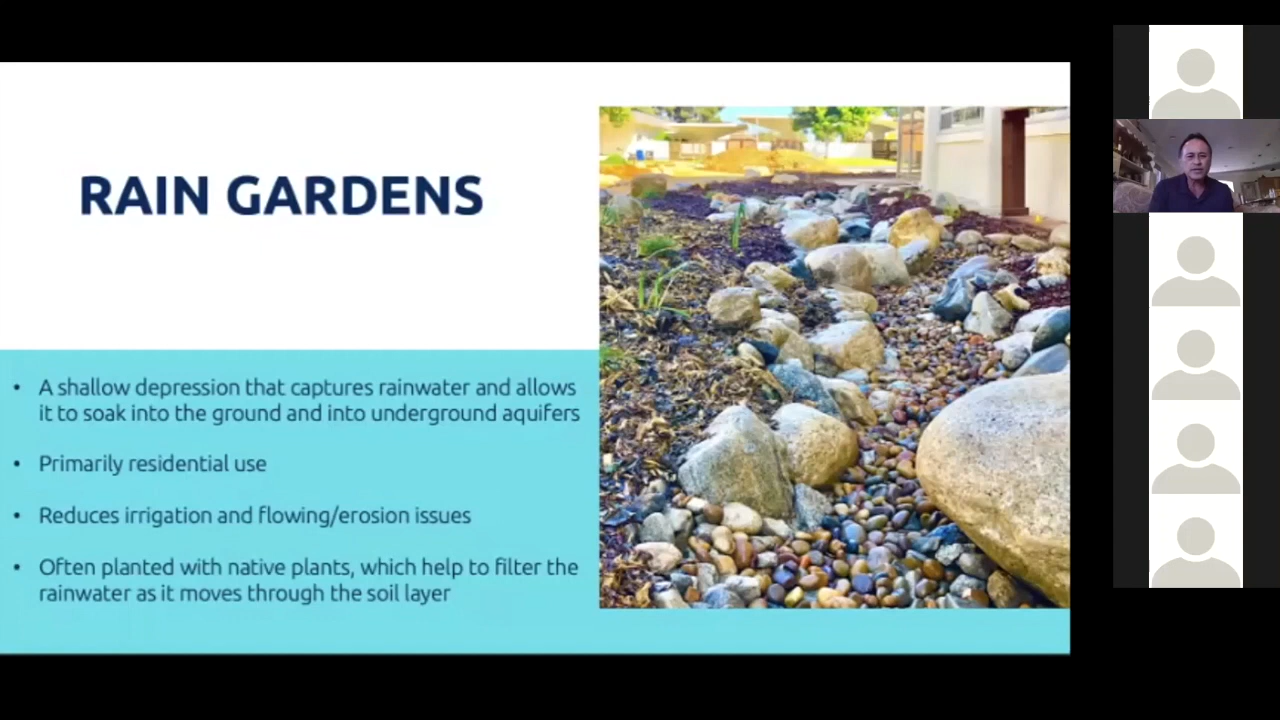 RAIN GARDENS
• A shallow depression that captures rainwater and allows
it to soak into the ground and into underground aquifers
• Primarily residential use
• Reduces irrigation and flowing/erosion issues
• Often planted with native plants, which help to filter the
rainwater as it moves through the soil layer